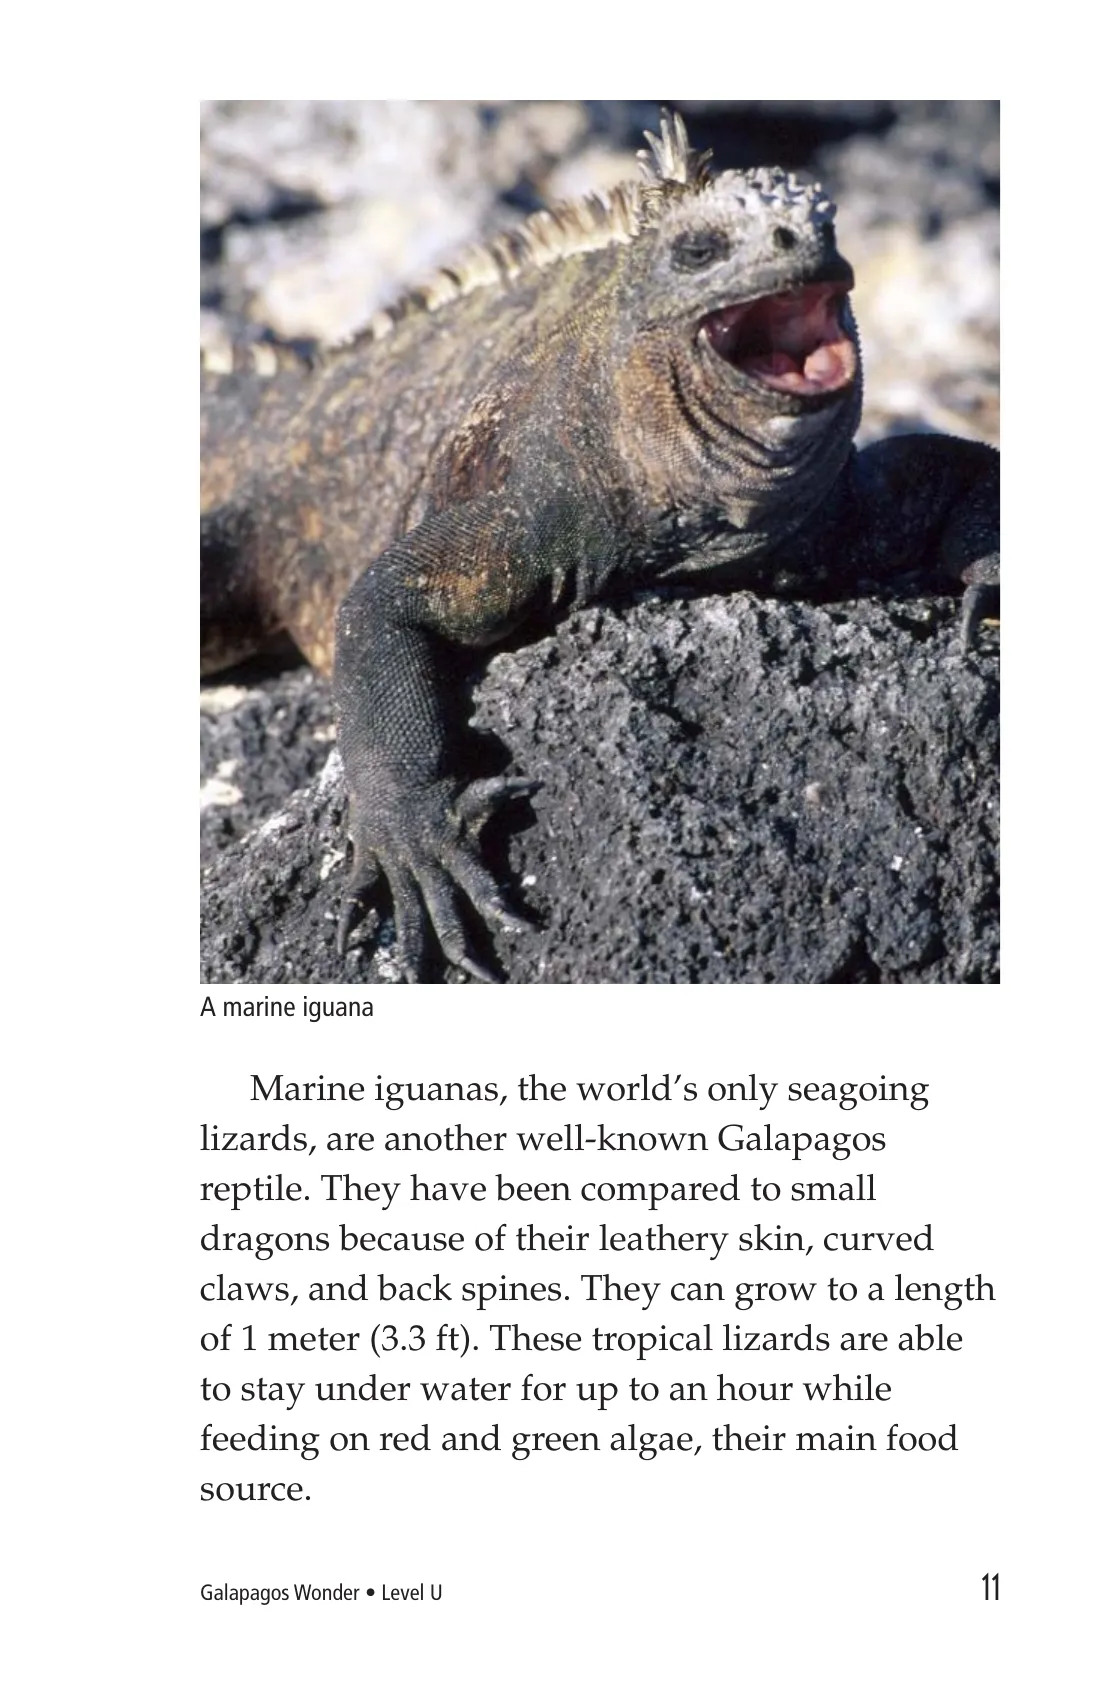 A marine iguana
Marine iguanas, the world’s only seagoing
lizards, are another well-known Galapagos
reptile. They have been compared to small
dragons because of their leathery skin, curved
claws, and back spines. They can grow to a length
of 1 meter (3.3 ft). These tropical lizards are able
to stay under water for up to an hour while
feeding on red and green algae, their main food
source.
Galapagos Wonder • Level U
11